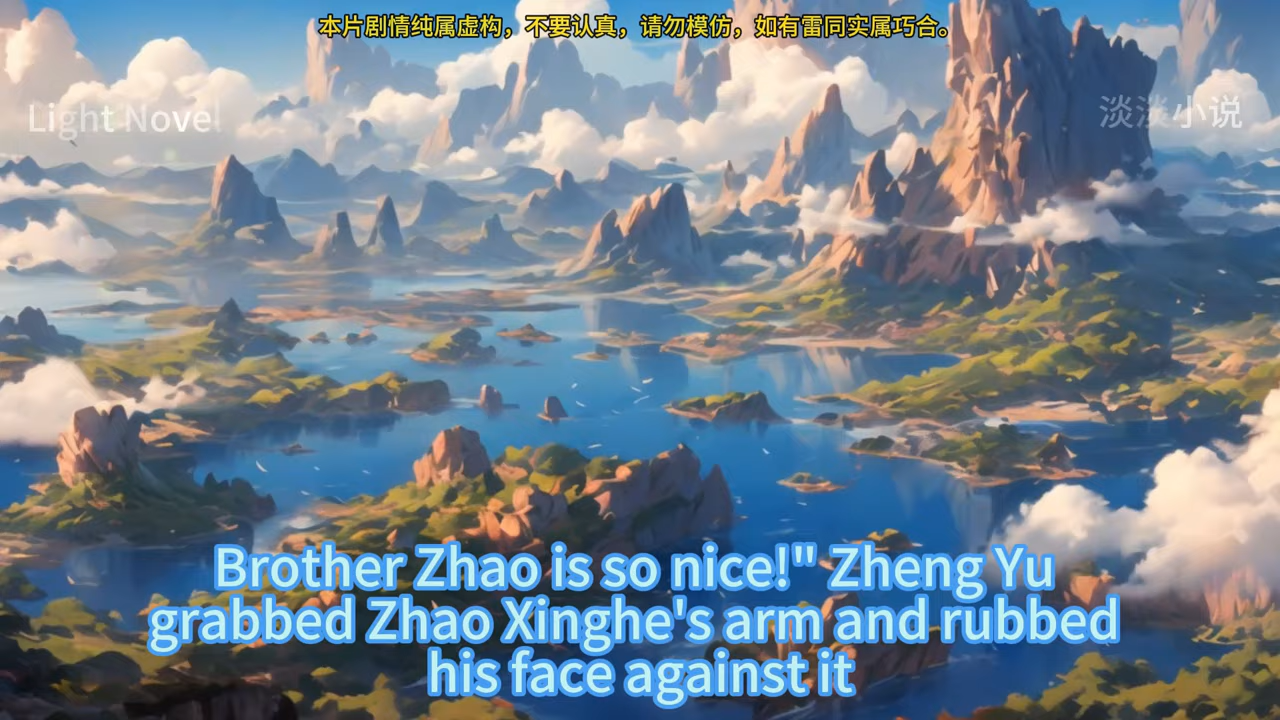 本片剧情纯属虚构，不要认真，请勿模仿，如有雷同实属巧合。
Light Novel
淡淡小说
Brother Zhao is so nice!" Zheng Yu
grabbed Zhao Xinghe's arm and rubbed
his face against it